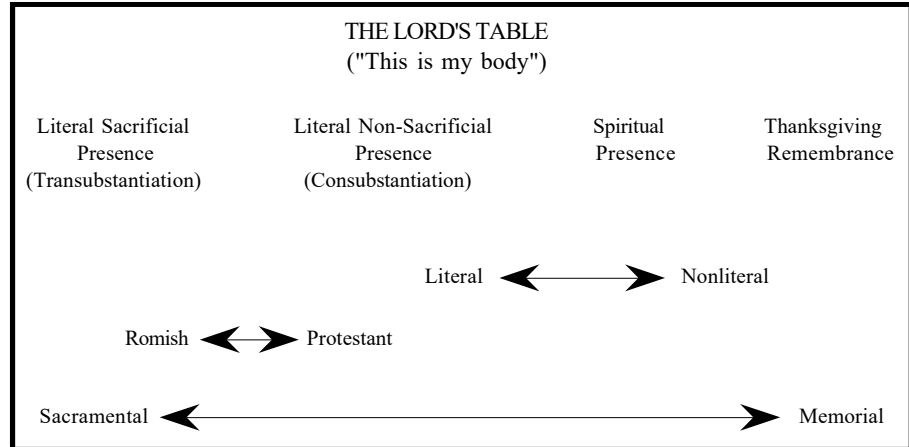 THE LORD'S TABLE
("This is my body")
Literal Sacrificial Presence (Transubstantiation)
Literal Non-Sacrificial Presence (Consubstantiation)
Spiritual Presence
Thanksgiving Remembrance
Literal Nonliteral
Romish Protestant
Sacramental Memorial